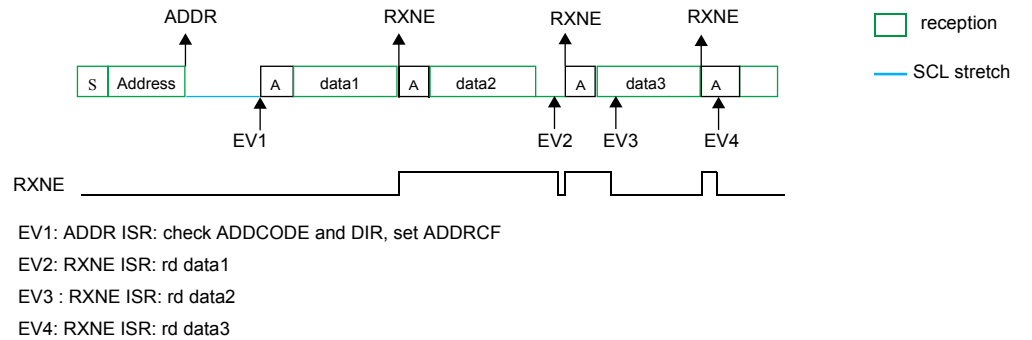 ADDR RXNE RXNE RXNE reception
SCL stretch
S Address A data1 A data2 A data3 A
EV1 EV2 EV3 EV4
RXNE
EV1: ADDR ISR: check ADDCODE and DIR, set ADDRCF
EV2: RXNE ISR: rd data1
EV3 : RXNE ISR: rd data2
EV4: RXNE ISR: rd data3